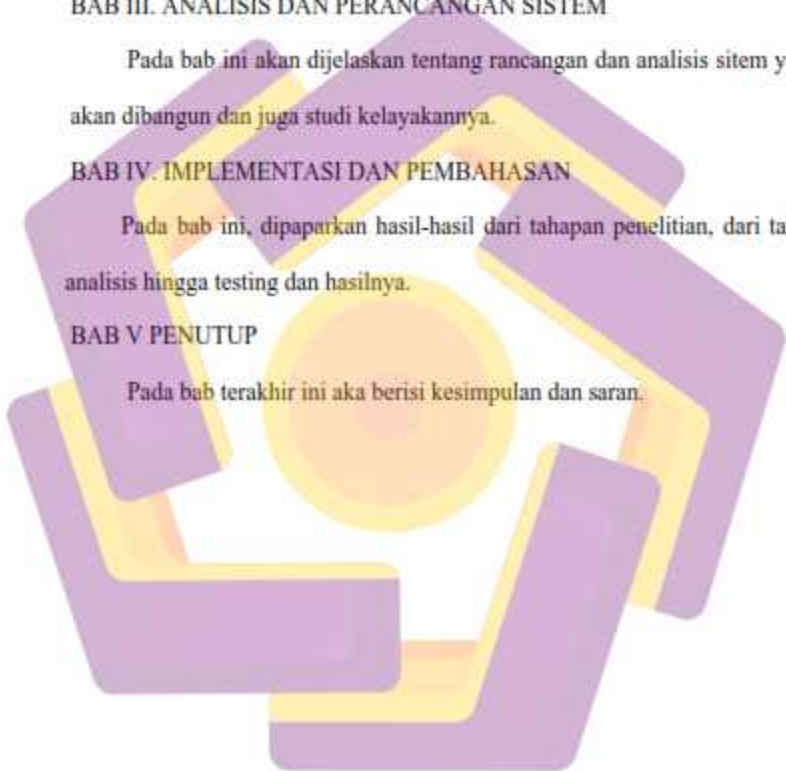 BAB III. ANALISIS DAN PERANCANGAN SISTEM
Pada bab ini akan dijelaskan tentang rancangan dan analisis sitem
akan dibangun dan juga studi kelayakannya.
BAB IV. IMPLEMENTASI DAN PEMBAHASAN
Pada bab ini, dipaparkan hasil-hasil dari tahapan penelitian, dari
analisis hingga testing dan hasilnya.
BAB V PENUTUP
Pada bab terakhir ini aka berisi kesimpulan dan saran.